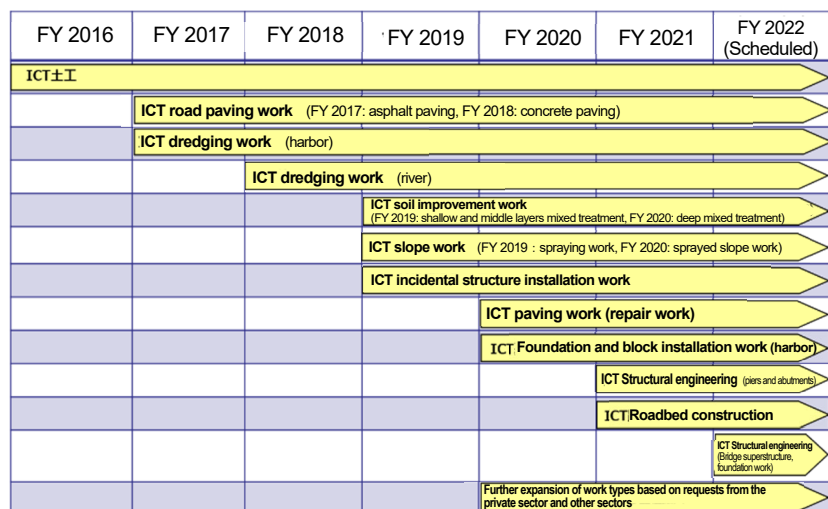 FY 2016 FY 2017 FY 2018 FY 2019 FY 2020 FY 2021 FY 2022
(Scheduled)
ICT土工
ICT road paving work (FY 2017: asphalt paving, FY 2018: concrete paving)
ICT dredging work (harbor)
ICT dredging work (river)
ICT soil improvement work
(FY 2019: shallow and middle layers mixed treatment, FY 2020: deep mixed treatment)
ICT slope work (FY 2019 : spraying work, FY 2020: sprayed slope work)
ICT incidental structure installation work
ICT paving work (repair work)
ICT Foundation and block installation work (harbor)
ICT Structural engineering (piers and abutments)
ICT Roadbed construction
ICT Structural engineering
(Bridge superstructure,
foundation work)
Further expansion of work types based on requests from the
private sector and other sectors